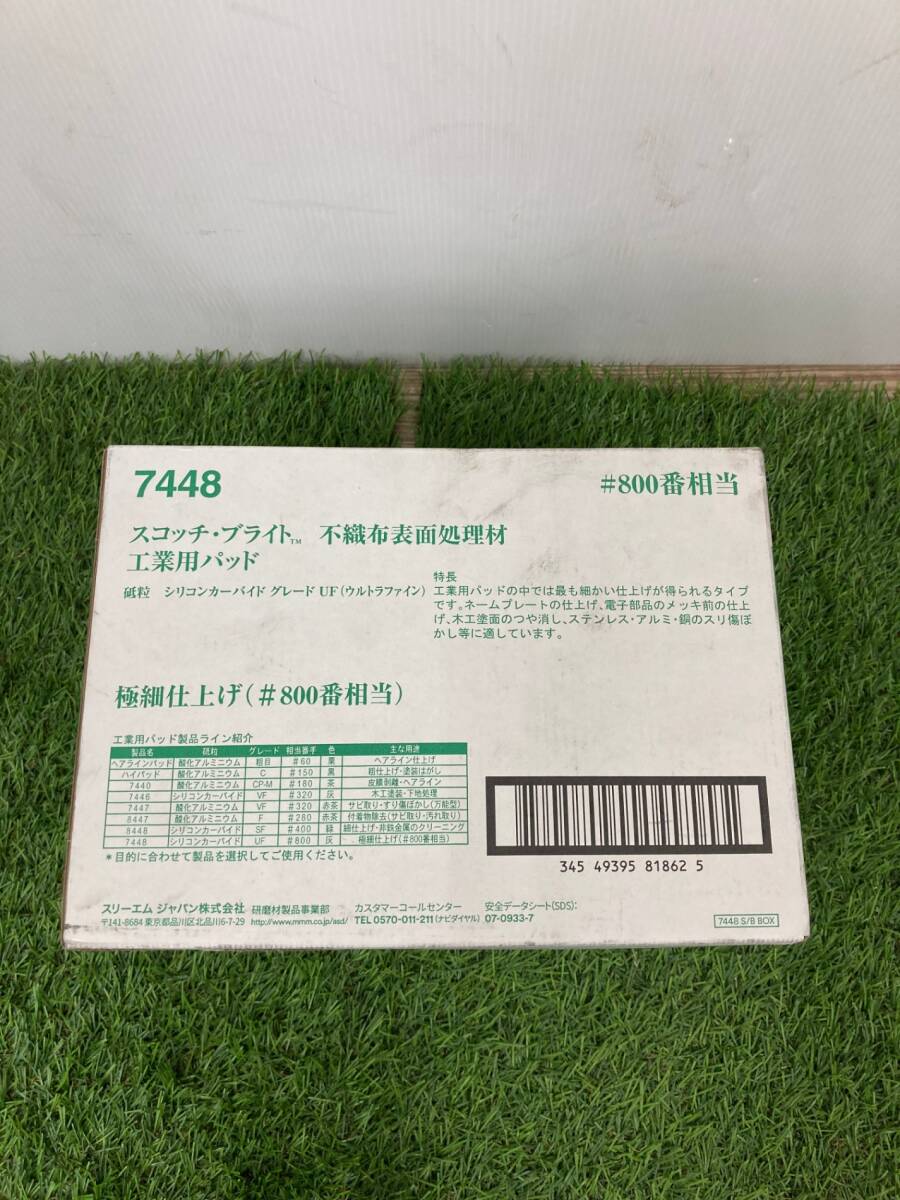 7448
#800番相当
スコッチ・ブライト™ 不織布表面処理材
工業用パッド
砥粒 シリコンカーバイド グレード UF(ウルトラファイン)
特長
工業用パッドの中では最も細かい仕上げが得られるタイプ
です。ネームプレートの仕上げ、電子部品のメッキ前の仕上
げ、木工塗面のつや消し、ステンレス・アルミ・銅のスリ傷ぼ
かし等に適しています。
極細仕上げ(#800番相当)
工業用パッド製品ライン紹介
製品名 砥粒 グレード 相当番手 色 主な用途
ヘアラインパッド 酸化アルミニウム 粗目 #60 栗 ヘアライン仕上げ
ハイパッド 酸化アルミニウム C #150 黒 粗仕上げ・塗装はがし
7440 酸化アルミニウム CP-M #180 茶 皮膜剥離・ヘアライン
7446 シリコンカーバイド VF #320 灰 木工塗装・下地処理
7447 酸化アルミニウム VF #320 赤茶 サビ取り・すり傷ぼかし(万能型)
8447 酸化アルミニウム F #280 赤茶 付着物除去(サビ取り・汚れ取り)
8448 シリコンカーバイド SF #400 緑 細仕上げ・非鉄金属のクリーニング
7448 シリコンカーバイド UF #800 灰 極細仕上げ(#800番相当)
*目的に合わせて製品を選択してご使用ください。
345 49395 81862 5
スリーエム ジャパン株式会社 研磨材製品事業部 カスタマーコールセンター 安全データシート(SDS):
〒141-8684 東京都品川区北品川6-7-29 http://www.mmm.co.jp/asd/ TEL 0570-011-211(ナビダイヤル) 07-0933-7
7448 S/B BOX